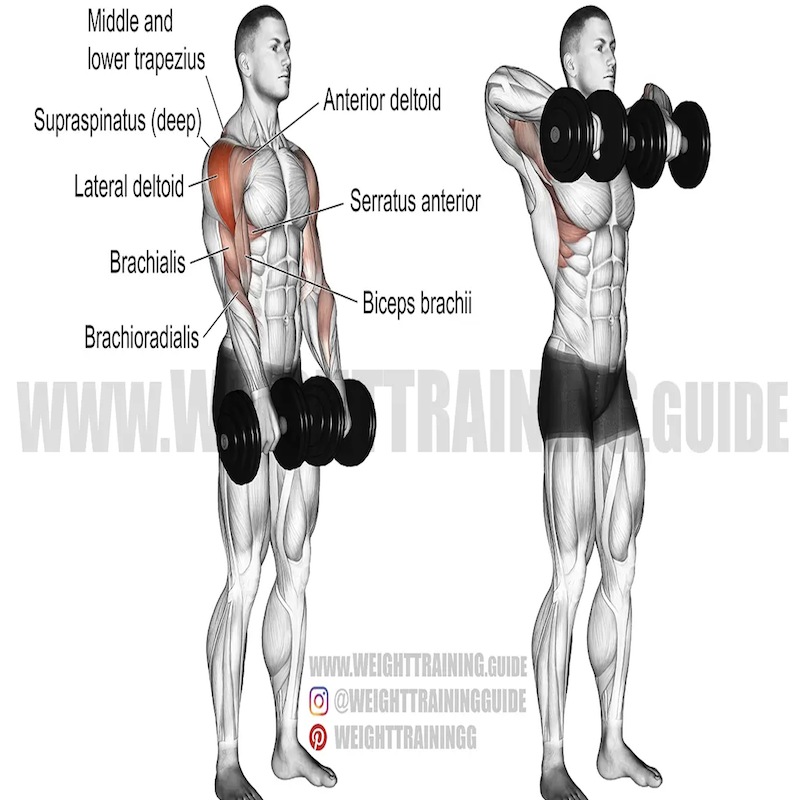 Middle and
lower trapezius
Anterior deltoid
Supraspinatus (deep)
Lateral deltoid
Serratus anterior
Brachialis
Biceps brachii
Brachioradialis
WWW.WEIGHTTRAINING.GUIDE
WWW.WEIGHTTRAINING.GUIDE
@WEIGHTTRAININGGUIDE
WEIGHTTRAININGG